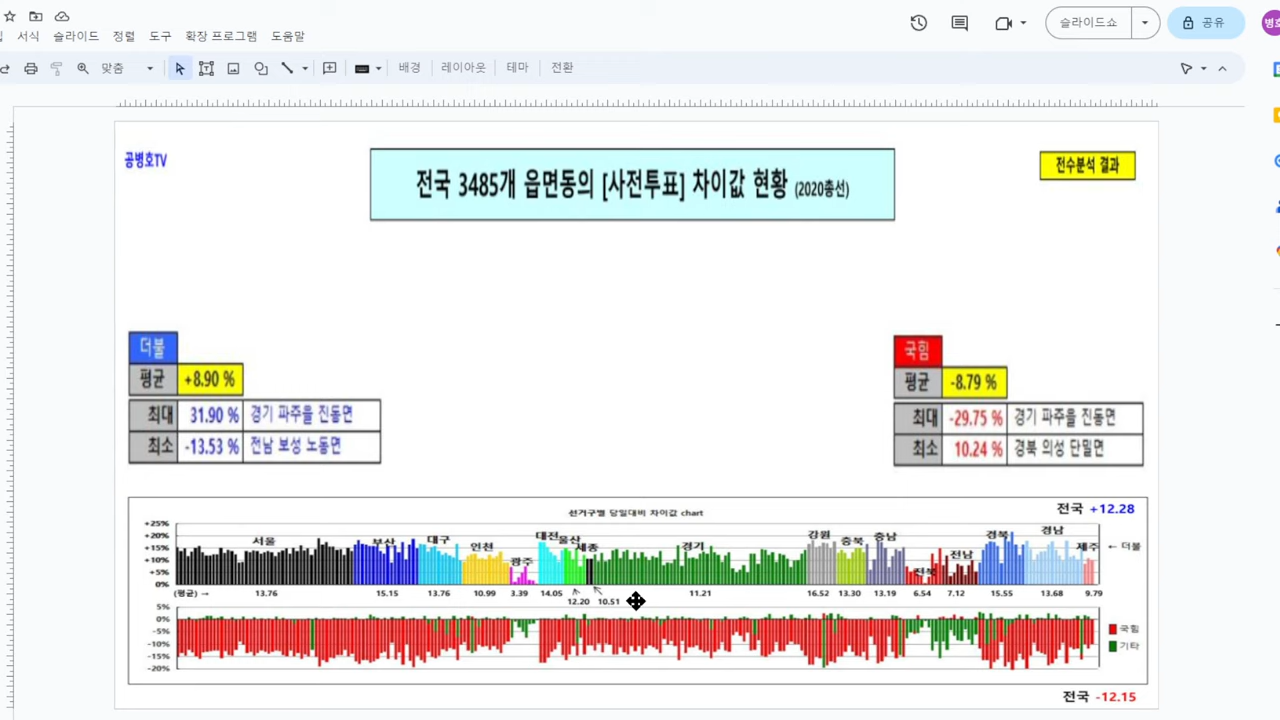 서식 슬라이드 정렬 도구 확장 프로그램 도움말
슬라이드쇼
공유
병호
맞춤
배경 레이아웃 테마 전환
공병호TV
전국 3485개 읍면동의 [사전투표] 차이값 현황 (2020총선)
전수분석 결과
더불
평균 +8.90 %
최대 31.90 % 경기 파주을 진동면
최소 -13.53 % 전남 보성 노동면
국힘
평균 -8.79 %
최대 -29.75 % 경기 파주을 진동면
최소 10.24 % 경북 의성 단밀면
선거구별 당일대비 차이값 chart
전국 +12.28
+25%
+20%
+15%
+10%
+5%
0%
서울 부산 대구 인천 광주 대전 울산 세종 경기 강원 충북 충남 전북 전남 경북 경남 제주
← 더불
(평균) → 13.76 15.15 13.76 10.99 3.39 14.05 12.20 10.51 11.21 16.52 13.30 13.19 6.54 7.12 15.55 13.68 9.79
5%
0%
-5%
-10%
-15%
-20%
국힘
기타
전국 -12.15